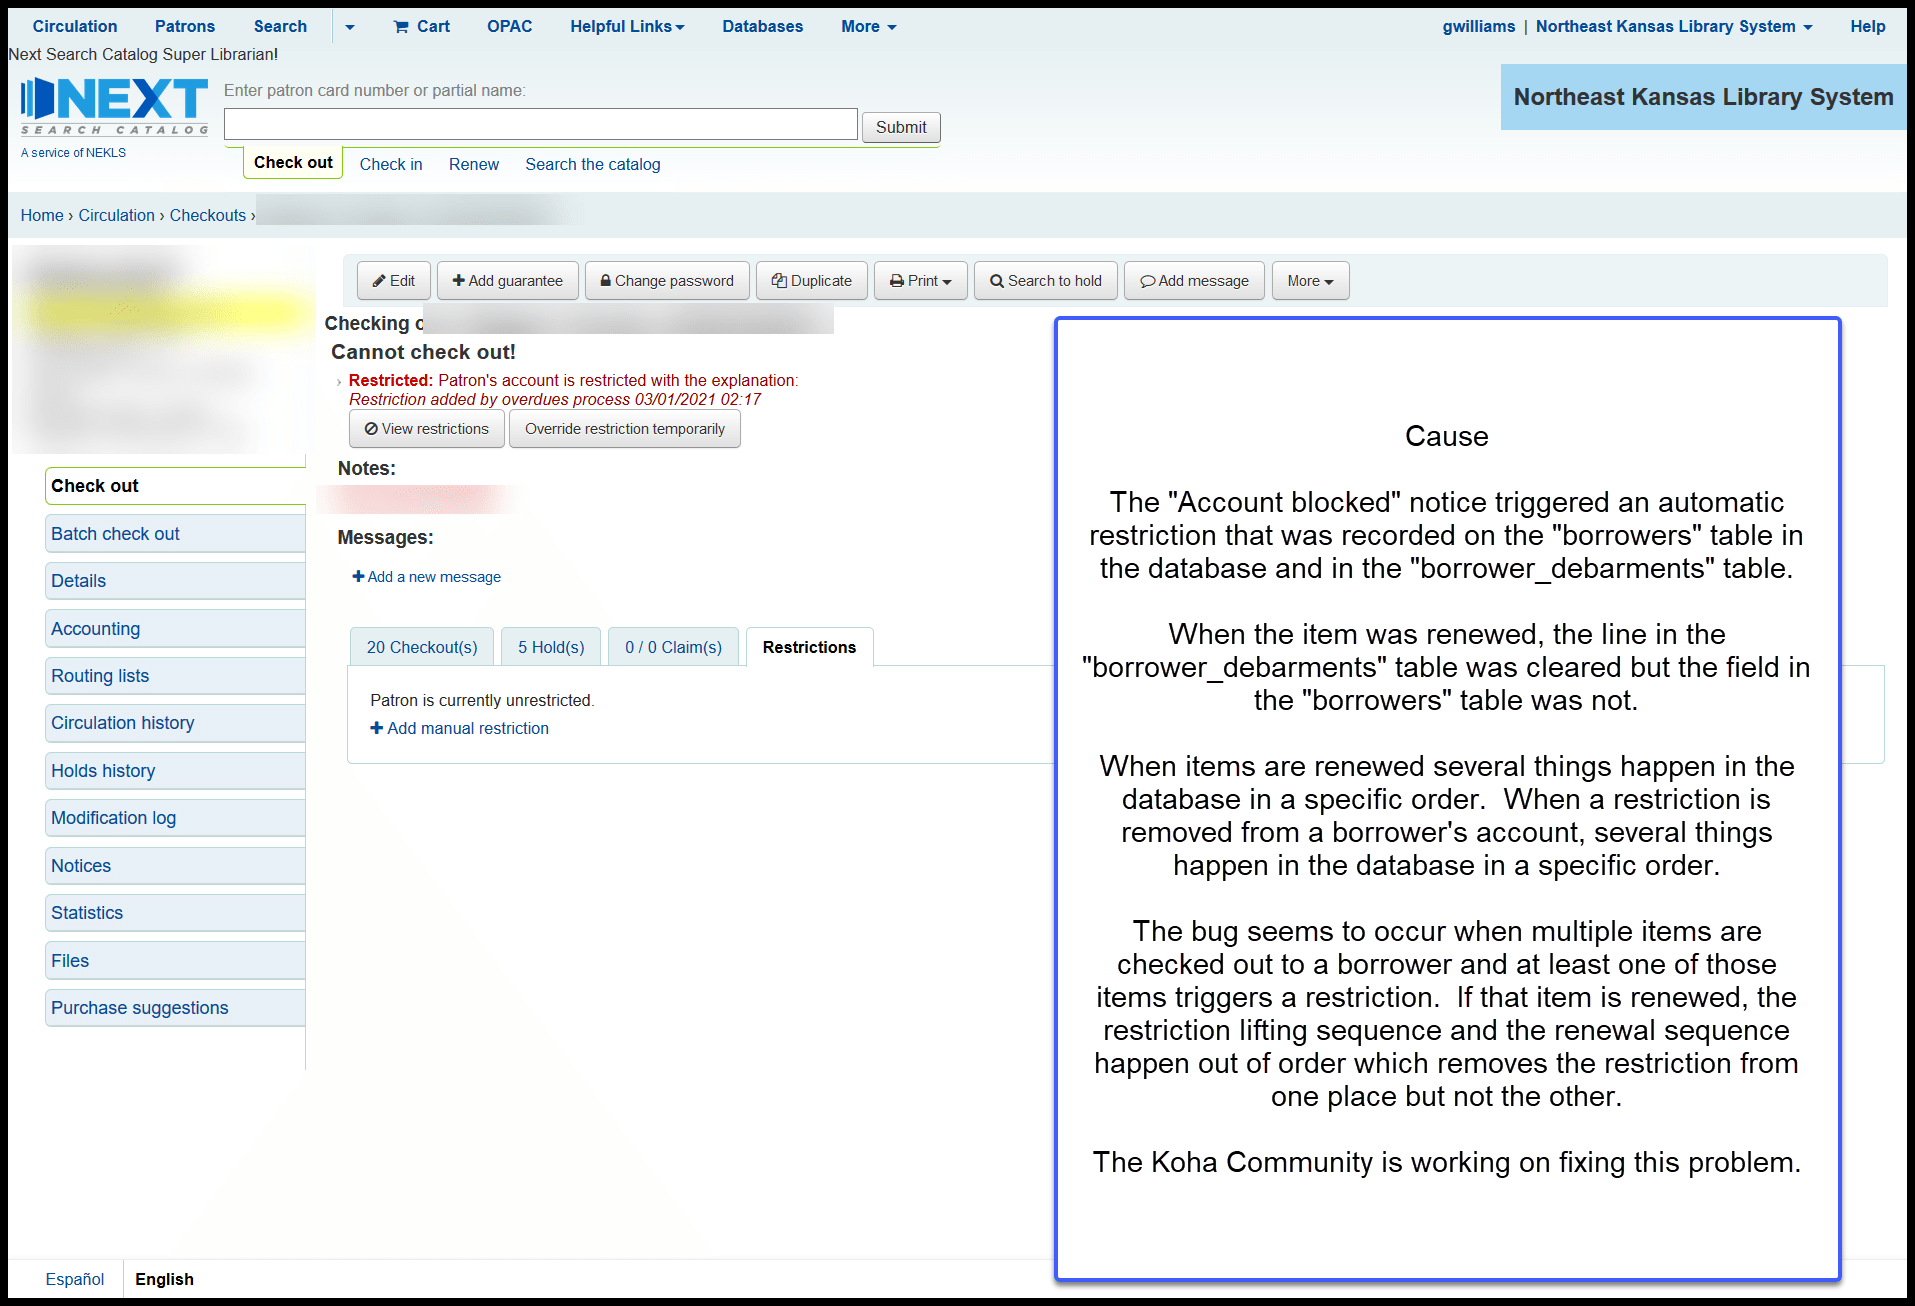 Circulation Patrons Search Cart OPAC Helpful Links Databases More gwilliams | Northeast Kansas Library System Help
Next Search Catalog Super Librarian!
NEXT
SEARCH CATALOG
A service of NEKLS
Enter patron card number or partial name:
Submit
Northeast Kansas Library System
Check out Check in Renew Search the catalog
Home › Circulation › Checkouts ›
Edit Add guarantee Change password Duplicate Print Search to hold Add message More
Checking
Cannot check out!
Restricted: Patron's account is restricted with the explanation:
Restriction added by overdues process 03/01/2021 02:17
View restrictions Override restriction temporarily
Notes:
Messages:
Add a new message
20 Checkout(s) 5 Hold(s) 0 / 0 Claim(s) Restrictions
Patron is currently unrestricted.
Add manual restriction
Check out
Batch check out
Details
Accounting
Routing lists
Circulation history
Holds history
Modification log
Notices
Statistics
Files
Purchase suggestions
Cause
The "Account blocked" notice triggered an automatic
restriction that was recorded on the "borrowers" table in
the database and in the "borrower_debarments" table.
When the item was renewed, the line in the
"borrower_debarments" table was cleared but the field in
the "borrowers" table was not.
When items are renewed several things happen in the
database in a specific order.  When a restriction is
removed from a borrower's account, several things
happen in the database in a specific order.
The bug seems to occur when multiple items are
checked out to a borrower and at least one of those
items triggers a restriction.  If that item is renewed, the
restriction lifting sequence and the renewal sequence
happen out of order which removes the restriction from
one place but not the other.
The Koha Community is working on fixing this problem.
Español English